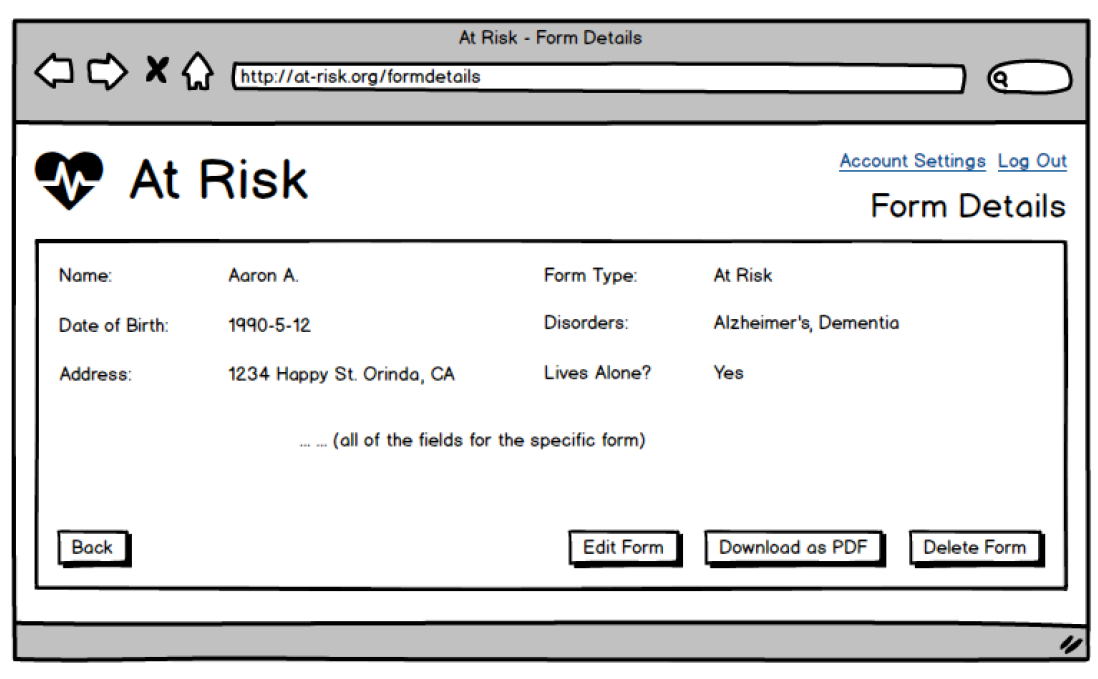 At Risk - Form Details
http://at-risk.org/formdetails
At Risk
Account Settings Log Out
Form Details
Name: Aaron A. Form Type: At Risk
Date of Birth: 1990-5-12 Disorders: Alzheimer's, Dementia
Address: 1234 Happy St. Orinda, CA Lives Alone? Yes
... ... (all of the fields for the specific form)
Back Edit Form Download as PDF Delete Form